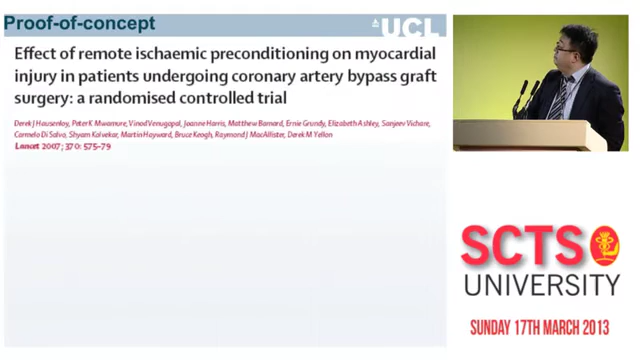 Proof-of-concept
UCL
Effect of remote ischaemic preconditioning on myocardial
injury in patients undergoing coronary artery bypass graft
surgery: a randomised controlled trial
Derek J Hausenloy, Peter K Mwamure, Vinod Venugopal, Joanne Harris, Matthew Barnard, Ernie Grundy, Elizabeth Ashley, Sanjeev Vichare,
Carmelo Di Salvo, Shyam Kolvekar, Martin Hayward, Bruce Keogh, Raymond J MacAllister, Derek M Yellon
Lancet 2007; 370: 575-79
SCTS
UNIVERSITY
SUNDAY 17TH MARCH 2013